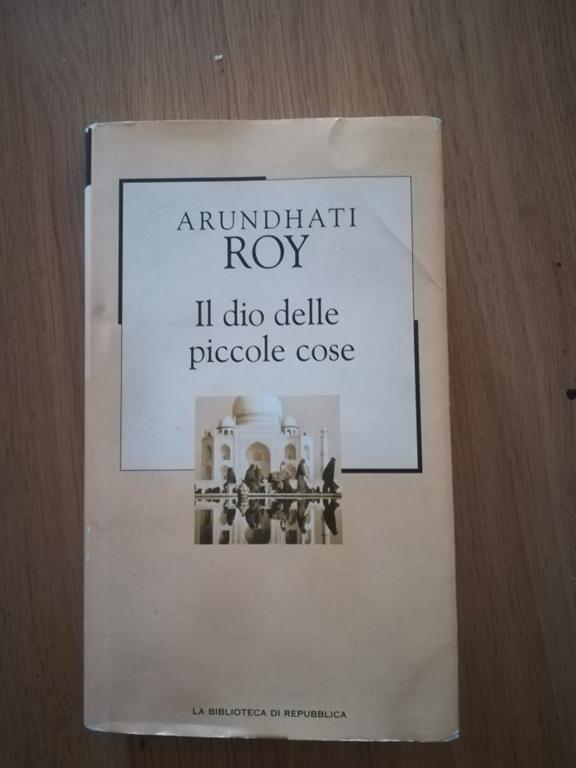 ARUNDHATI
ROY
Il dio delle
piccole cose
LA BIBLIOTECA DI REPUBBLICA